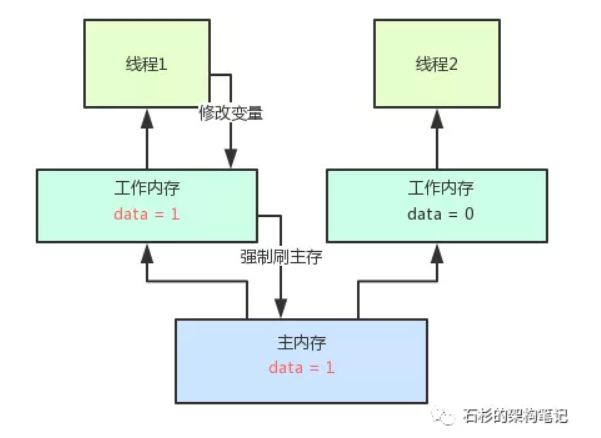 线程1
线程2
修改变量
工作内存
data = 1
工作内存
data = 0
强制刷主存
主内存
data = 1
石杉的架构笔记